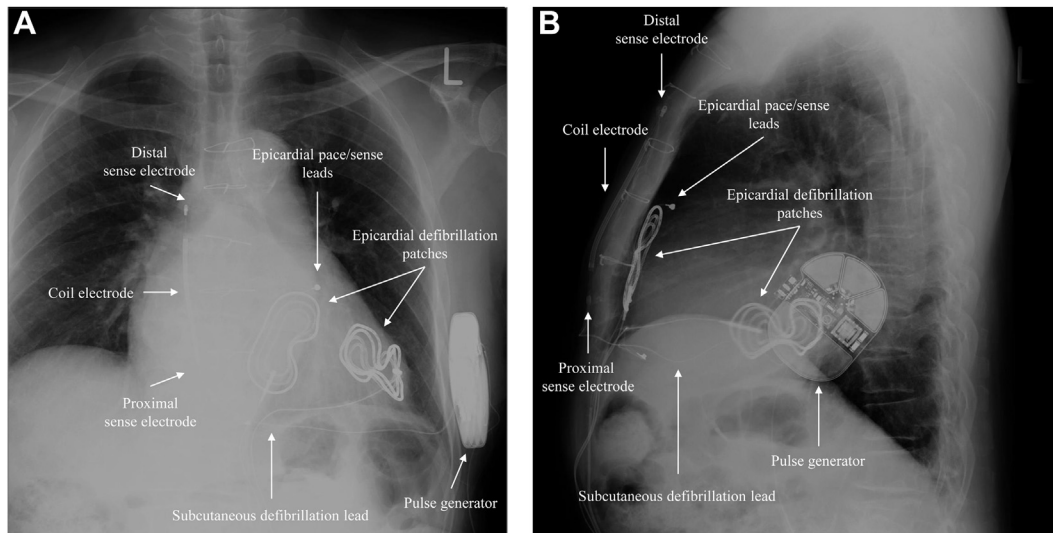 A
L
Distal
sense electrode
Epicardial pace/sense
leads
Epicardial defibrillation
patches
Coil electrode
Proximal
sense electrode
Pulse generator
Subcutaneous defibrillation lead
B
L
Distal
sense electrode
Epicardial pace/sense
leads
Coil electrode
Epicardial defibrillation
patches
Proximal
sense electrode
Pulse generator
Subcutaneous defibrillation lead